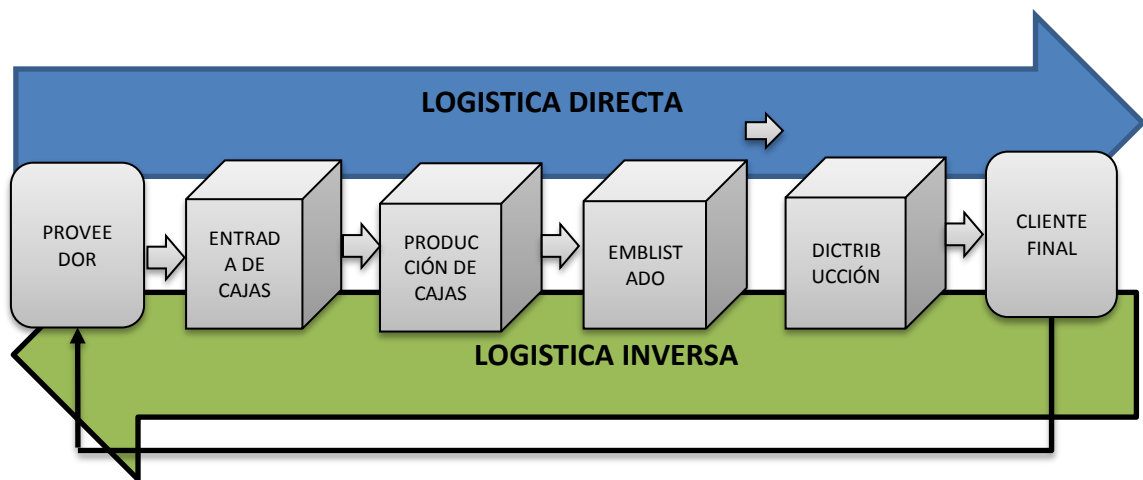 LOGISTICA DIRECTA
PROVEE
DOR
ENTRAD
A DE
CAJAS
PRODUC
CIÓN DE
CAJAS
EMBLIST
ADO
DICTRIB
UCCIÓN
CLIENTE
FINAL
LOGISTICA INVERSA